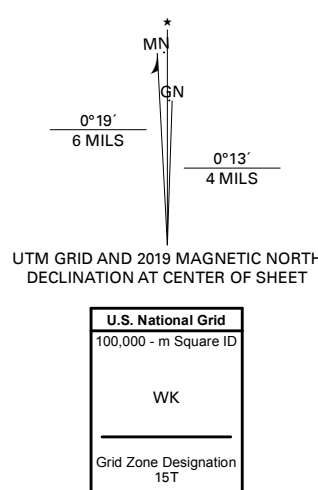 ★
MN
GN
0°19´
6 MILS
0°13´
4 MILS
UTM GRID AND 2019 MAGNETIC NORTH
DECLINATION AT CENTER OF SHEET
U.S. National Grid
100,000 - m Square ID
WK
Grid Zone Designation
15T